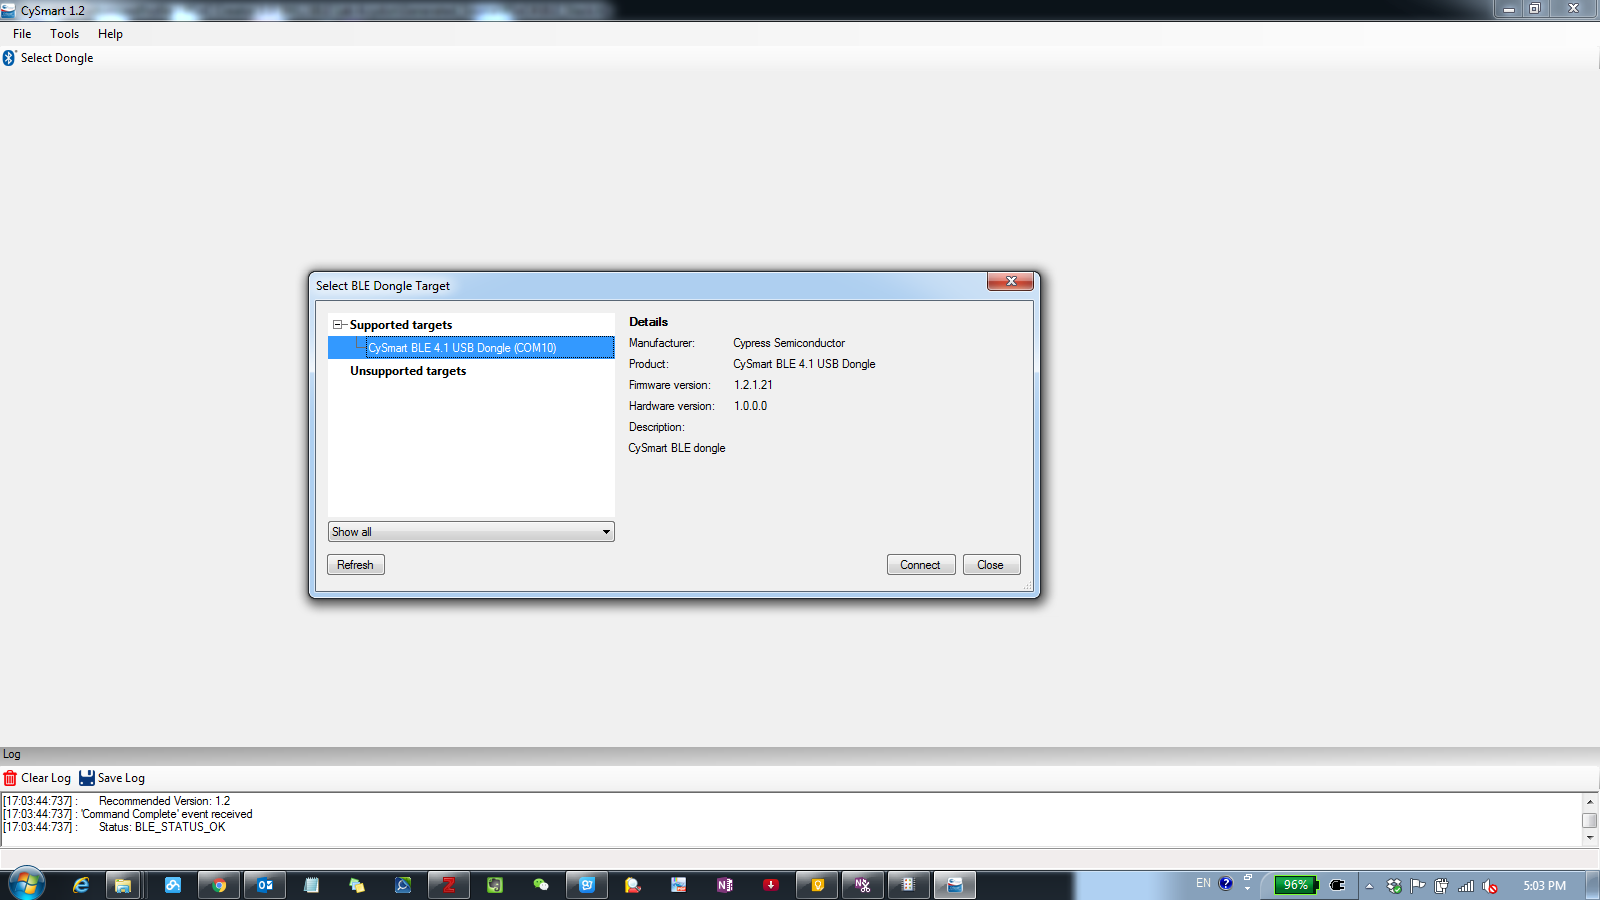 CySmart 1.2
File Tools Help
Select Dongle
Select BLE Dongle Target
Supported targets
CySmart BLE 4.1 USB Dongle (COM10)
Unsupported targets
Show all
Refresh
Details
Manufacturer: Cypress Semiconductor
Product: CySmart BLE 4.1 USB Dongle
Firmware version: 1.2.1.21
Hardware version: 1.0.0.0
Description:
CySmart BLE dongle
Connect Close
Log
Clear Log Save Log
[17:03:44:737] : Recommended Version: 1.2
[17:03:44:737] : 'Command Complete' event received
[17:03:44:737] : Status: BLE_STATUS_OK
EN 96% 5:03 PM